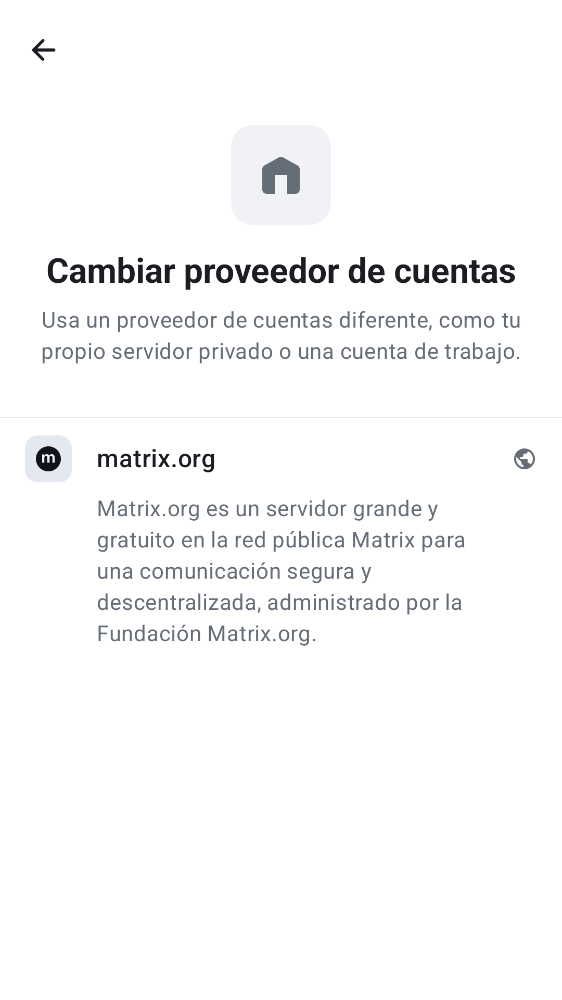 Cambiar proveedor de cuentas
Usa un proveedor de cuentas diferente, como tu
propio servidor privado o una cuenta de trabajo.
m
matrix.org
Matrix.org es un servidor grande y
gratuito en la red pública Matrix para
una comunicación segura y
descentralizada, administrado por la
Fundación Matrix.org.